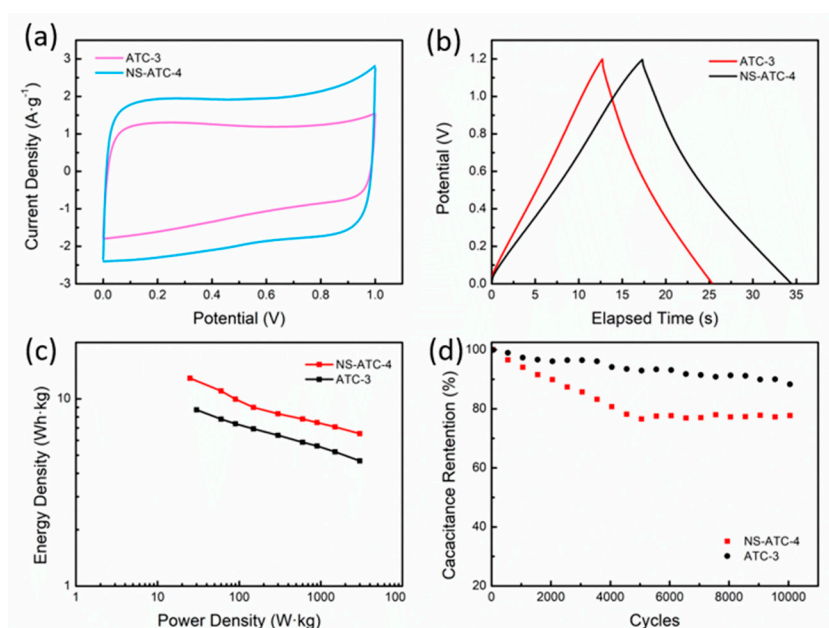 (a)
ATC-3
NS-ATC-4
3
2
1
0
-1
-2
-3
0.0 0.2 0.4 0.6 0.8 1.0
Current Density (A·g⁻¹)
Potential (V)
(b)
ATC-3
NS-ATC-4
1.2
1.0
0.8
0.6
0.4
0.2
0.0
0 5 10 15 20 25 30 35
Potential (V)
Elapsed Time (s)
(c)
NS-ATC-4
ATC-3
10
1
1 10 100 1000 100
Energy Density (Wh·kg)
Power Density (W·kg)
(d)
100
80
60
40
20
NS-ATC-4
ATC-3
0 2000 4000 6000 8000 10000
Cacacitance Rentention (%)
Cycles